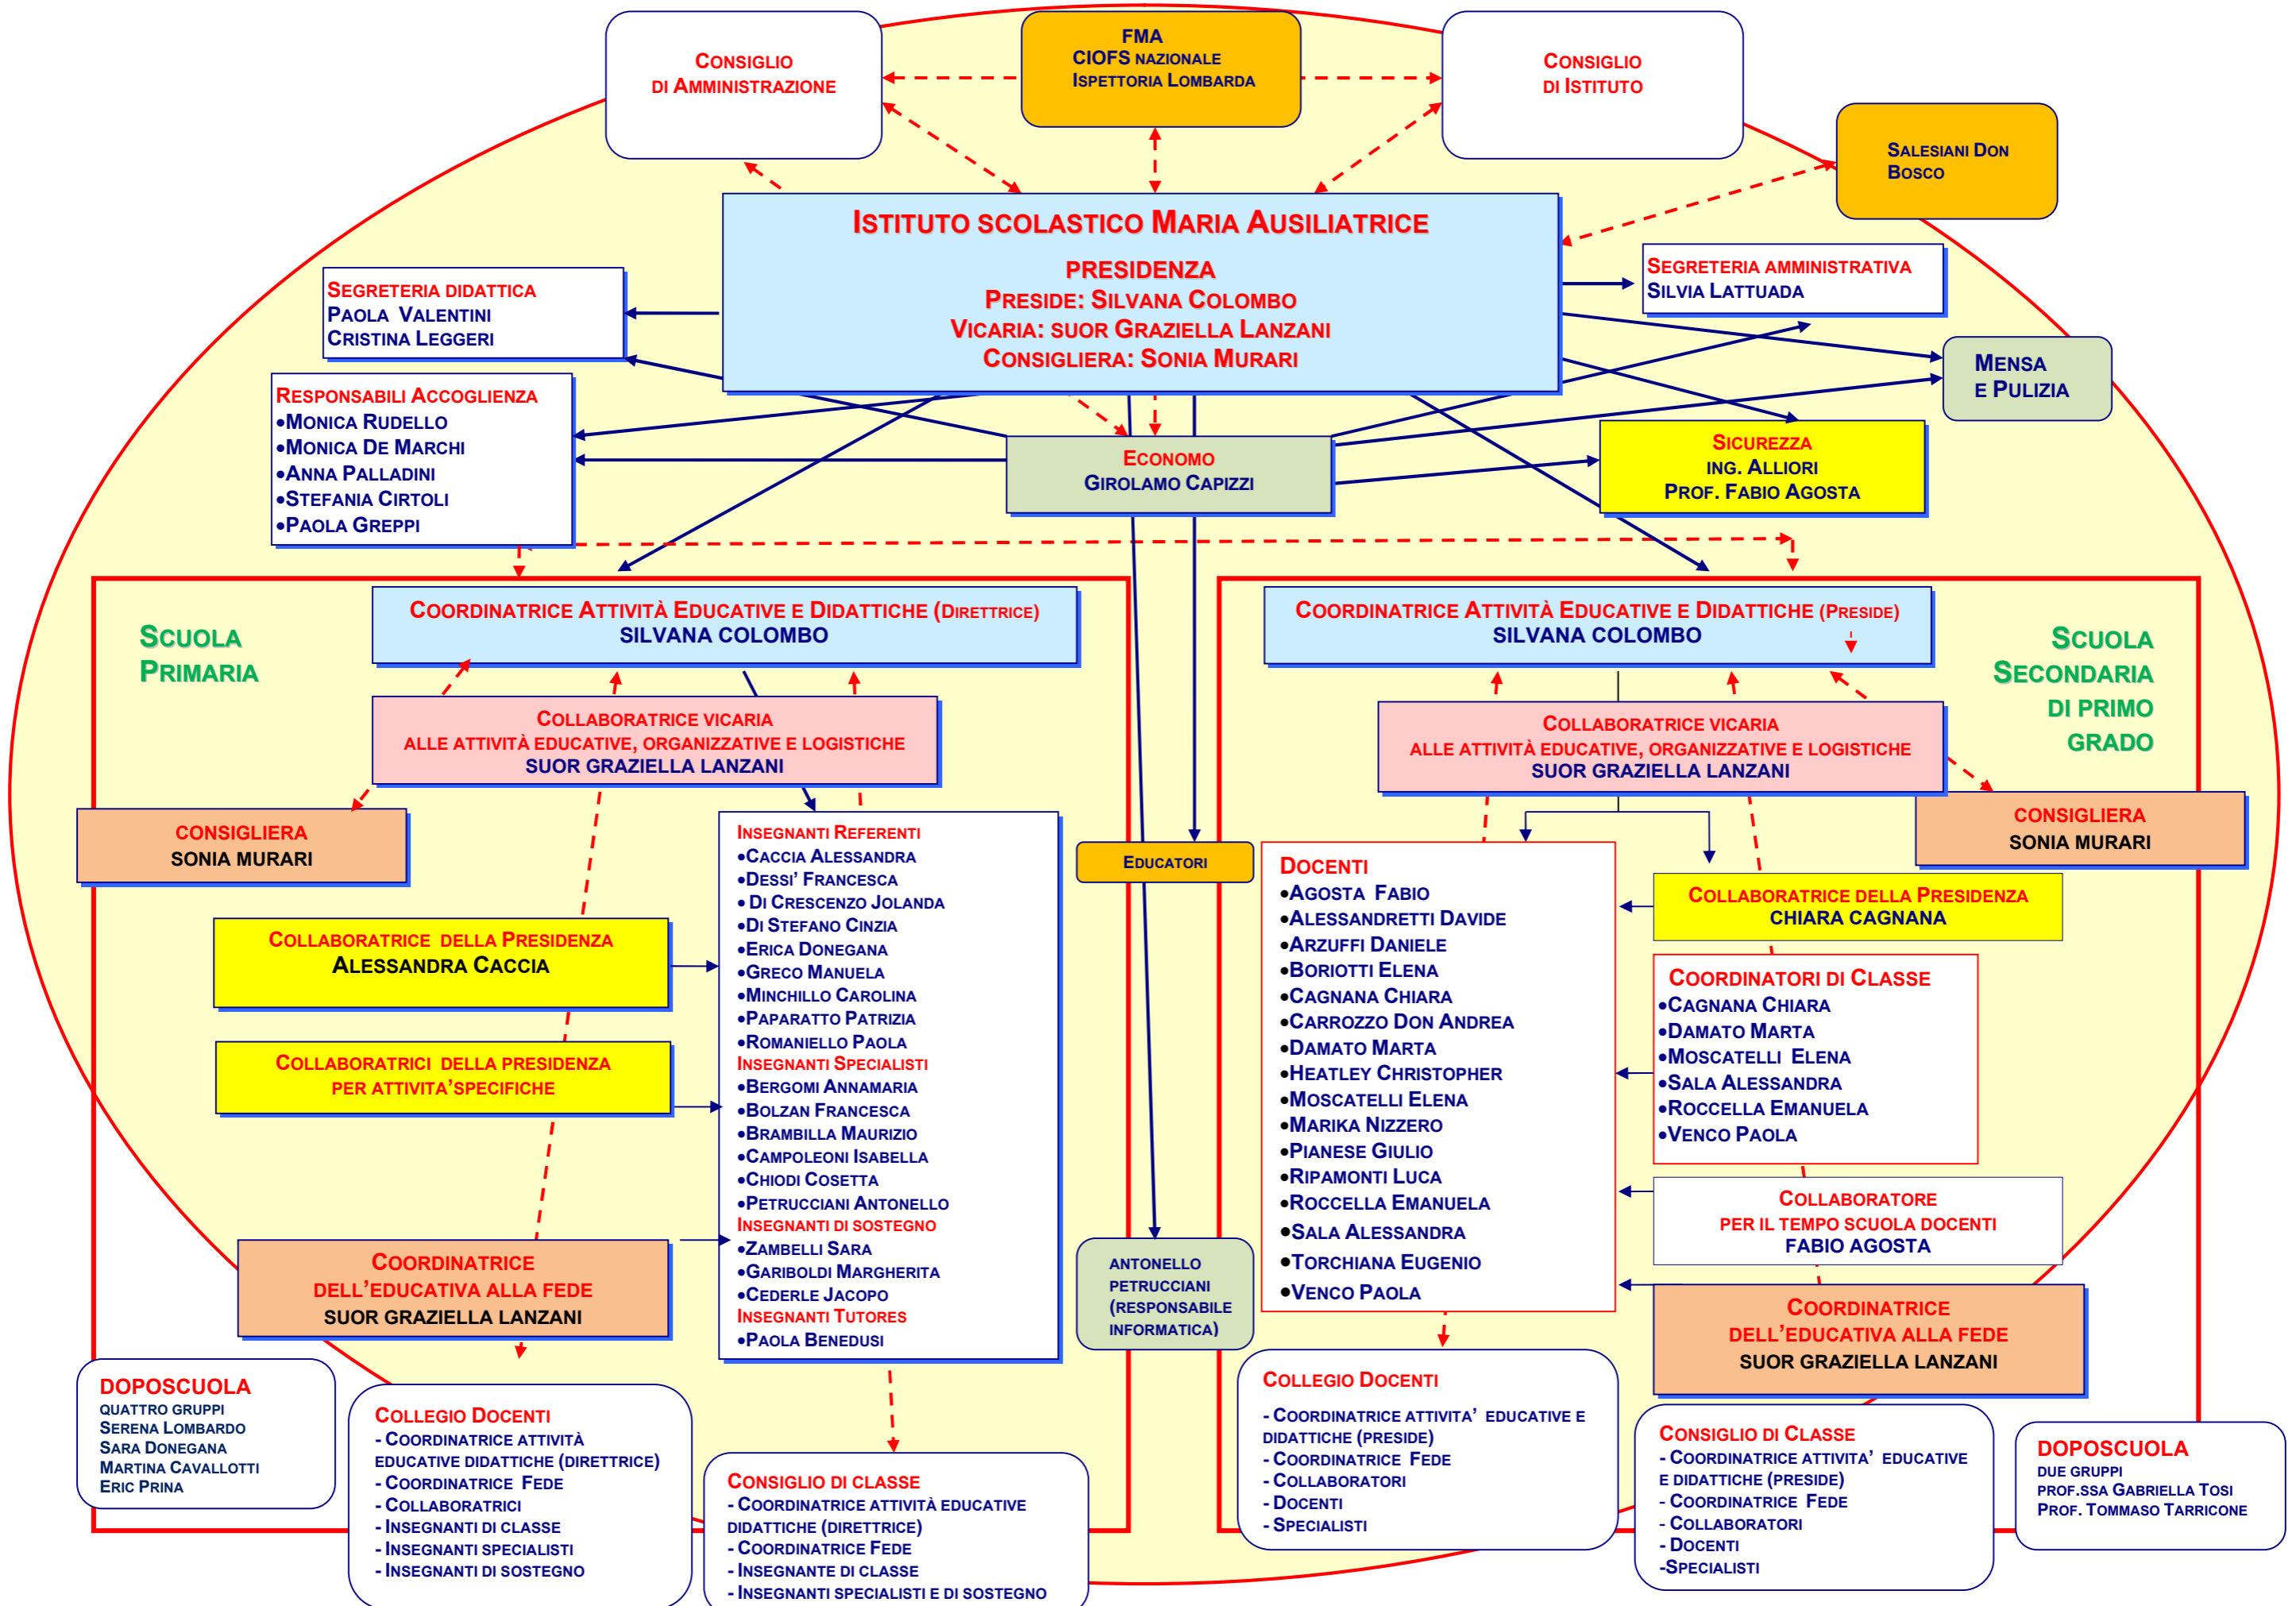 CONSIGLIO
DI AMMINISTRAZIONE
FMA
CIOFS NAZIONALE
ISPETTORIA LOMBARDA
CONSIGLIO
DI ISTITUTO
SALESIANI DON
BOSCO
ISTITUTO SCOLASTICO MARIA AUSILIATRICE
PRESIDENZA
PRESIDE: SILVANA COLOMBO
VICARIA: SUOR GRAZIELLA LANZANI
CONSIGLIERA: SONIA MURARI
SEGRETERIA DIDATTICA
PAOLA VALENTINI
CRISTINA LEGGERI
SEGRETERIA AMMINISTRATIVA
SILVIA LATTUADA
MENSA
E PULIZIA
RESPONSABILI ACCOGLIENZA
•MONICA RUDELLO
•MONICA DE MARCHI
•ANNA PALLADINI
•STEFANIA CIRTOLI
•PAOLA GREPPI
ECONOMO
GIROLAMO CAPIZZI
SICUREZZA
ING. ALLIORI
PROF. FABIO AGOSTA
SCUOLA
PRIMARIA
COORDINATRICE ATTIVITÀ EDUCATIVE E DIDATTICHE (DIRETTRICE)
SILVANA COLOMBO
COLLABORATRICE VICARIA
ALLE ATTIVITÀ EDUCATIVE, ORGANIZZATIVE E LOGISTICHE
SUOR GRAZIELLA LANZANI
CONSIGLIERA
SONIA MURARI
COLLABORATRICE DELLA PRESIDENZA
ALESSANDRA CACCIA
COLLABORATRICI DELLA PRESIDENZA
PER ATTIVITA'SPECIFICHE
COORDINATRICE
DELL'EDUCATIVA ALLA FEDE
SUOR GRAZIELLA LANZANI
INSEGNANTI REFERENTI
•CACCIA ALESSANDRA
•DESSI' FRANCESCA
• DI CRESCENZO JOLANDA
•DI STEFANO CINZIA
•ERICA DONEGANA
•GRECO MANUELA
•MINCHILLO CAROLINA
•PAPARATTO PATRIZIA
•ROMANIELLO PAOLA
INSEGNANTI SPECIALISTI
•BERGOMI ANNAMARIA
•BOLZAN FRANCESCA
•BRAMBILLA MAURIZIO
•CAMPOLEONI ISABELLA
•CHIODI COSETTA
•PETRUCCIANI ANTONELLO
INSEGNANTI DI SOSTEGNO
•ZAMBELLI SARA
•GARIBOLDI MARGHERITA
•CEDERLE JACOPO
INSEGNANTI TUTORES
•PAOLA BENEDUSI
DOPOSCUOLA
QUATTRO GRUPPI
SERENA LOMBARDO
SARA DONEGANA
MARTINA CAVALLOTTI
ERIC PRINA
COLLEGIO DOCENTI
- COORDINATRICE ATTIVITÀ
EDUCATIVE DIDATTICHE (DIRETTRICE)
- COORDINATRICE FEDE
- COLLABORATRICI
- INSEGNANTI DI CLASSE
- INSEGNANTI SPECIALISTI
- INSEGNANTI DI SOSTEGNO
CONSIGLIO DI CLASSE
- COORDINATRICE ATTIVITÀ EDUCATIVE
DIDATTICHE (DIRETTRICE)
- COORDINATRICE FEDE
- INSEGNANTE DI CLASSE
- INSEGNANTI SPECIALISTI E DI SOSTEGNO
EDUCATORI
ANTONELLO
PETRUCCIANI
(RESPONSABILE
INFORMATICA)
COORDINATRICE ATTIVITÀ EDUCATIVE E DIDATTICHE (PRESIDE)
SILVANA COLOMBO
SCUOLA
SECONDARIA
DI PRIMO
GRADO
COLLABORATRICE VICARIA
ALLE ATTIVITÀ EDUCATIVE, ORGANIZZATIVE E LOGISTICHE
SUOR GRAZIELLA LANZANI
CONSIGLIERA
SONIA MURARI
DOCENTI
•AGOSTA FABIO
•ALESSANDRETTI DAVIDE
•ARZUFFI DANIELE
•BORIOTTI ELENA
•CAGNANA CHIARA
•CARROZZO DON ANDREA
•DAMATO MARTA
•HEATLEY CHRISTOPHER
•MOSCATELLI ELENA
•MARIKA NIZZERO
•PIANESE GIULIO
•RIPAMONTI LUCA
•ROCCELLA EMANUELA
•SALA ALESSANDRA
•TORCHIANA EUGENIO
•VENCO PAOLA
COLLABORATRICE DELLA PRESIDENZA
CHIARA CAGNANA
COORDINATORI DI CLASSE
•CAGNANA CHIARA
•DAMATO MARTA
•MOSCATELLI ELENA
•SALA ALESSANDRA
•ROCCELLA EMANUELA
•VENCO PAOLA
COLLABORATORE
PER IL TEMPO SCUOLA DOCENTI
FABIO AGOSTA
COORDINATRICE
DELL'EDUCATIVA ALLA FEDE
SUOR GRAZIELLA LANZANI
COLLEGIO DOCENTI
- COORDINATRICE ATTIVITA' EDUCATIVE E
DIDATTICHE (PRESIDE)
- COORDINATRICE FEDE
- COLLABORATORI
- DOCENTI
- SPECIALISTI
CONSIGLIO DI CLASSE
- COORDINATRICE ATTIVITA' EDUCATIVE
E DIDATTICHE (PRESIDE)
- COORDINATRICE FEDE
- COLLABORATORI
- DOCENTI
-SPECIALISTI
DOPOSCUOLA
DUE GRUPPI
PROF.SSA GABRIELLA TOSI
PROF. TOMMASO TARRICONE